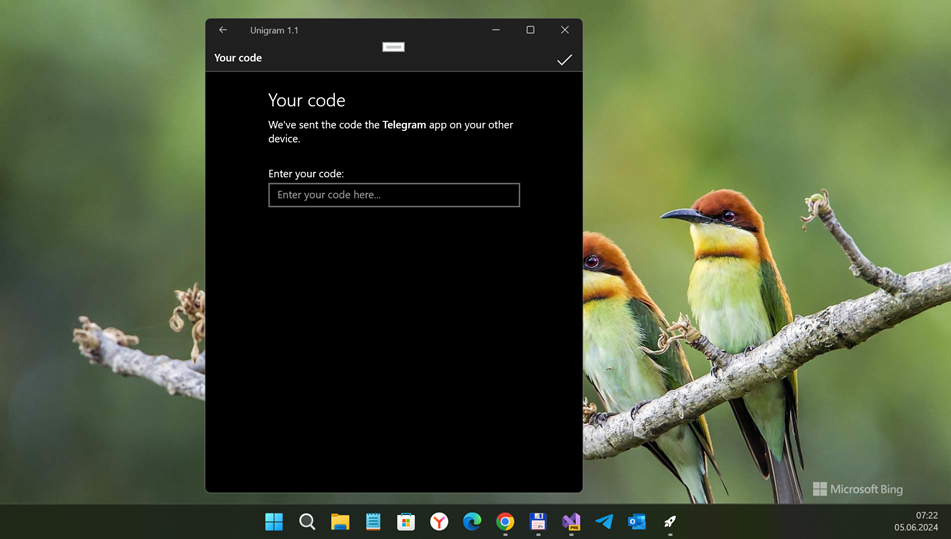 Unigram 1.1
Your code
Your code
We've sent the code the Telegram app on your other
device.
Enter your code:
Enter your code here...
Microsoft Bing
PRE
07:22
05.06.2024